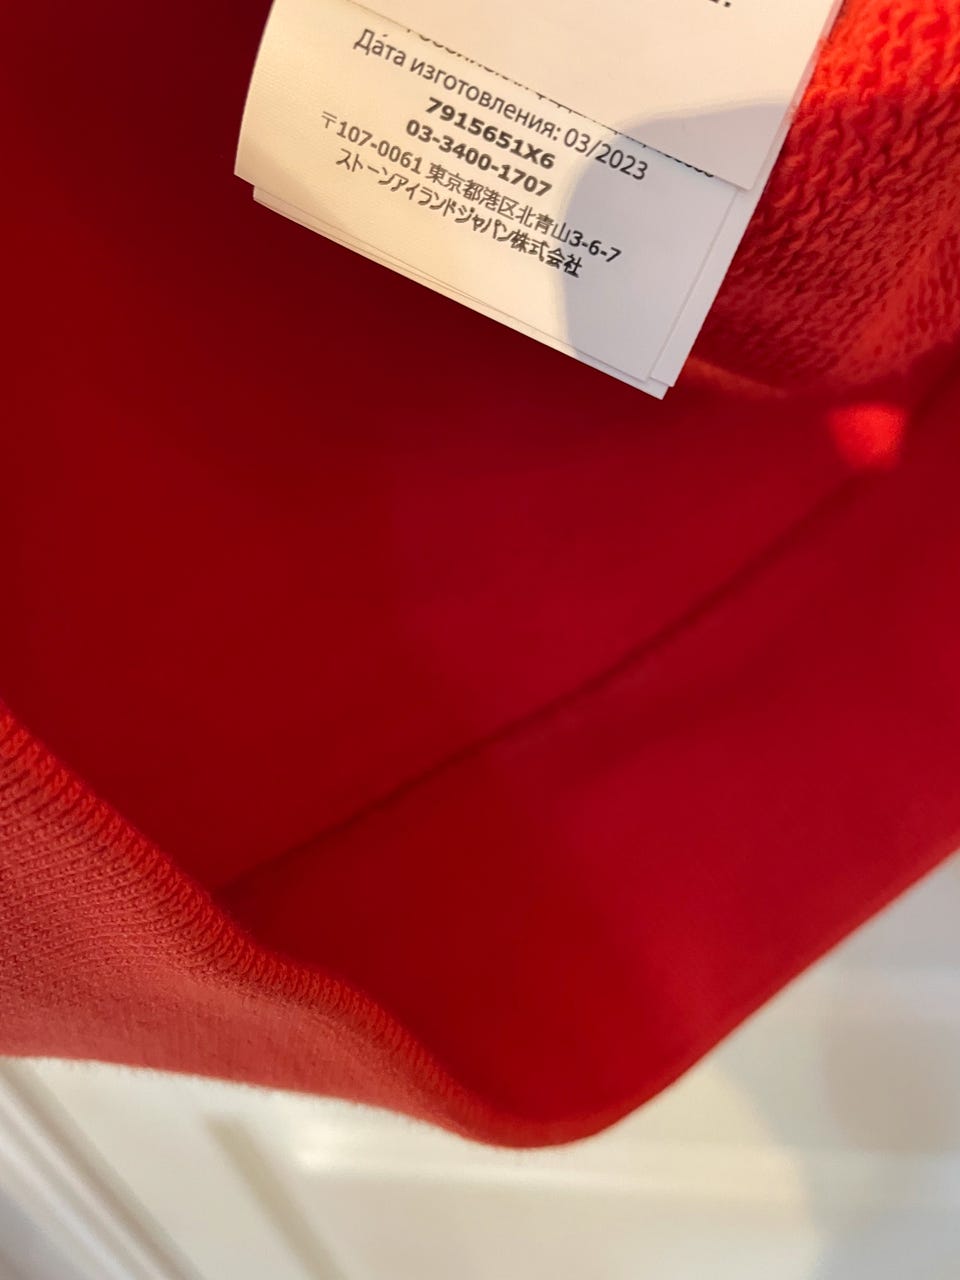 Дата изготовления: 03/2023
7915651X6
03-3400-1707
〒107-0061 東京都港区北青山3-6-7
ストーンアイランドジャパン株式会社